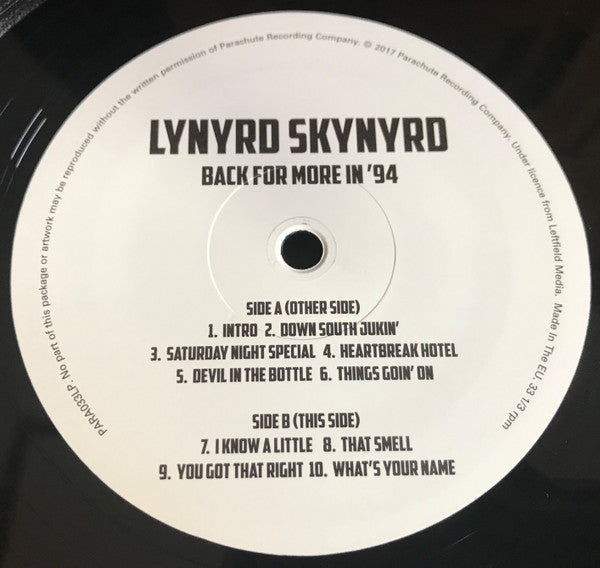 PARA033LP. No part of this package or artwork may be reproduced without the written permission of Parachute Recording Company. © 2017 Parachute Recording Company. Under licence from Leftfield Media. Made In The EU. 33 1/3 rpm
LYNYRD SKYNYRD
BACK FOR MORE IN '94
SIDE A (OTHER SIDE)
1. INTRO 2. DOWN SOUTH JUKIN'
3. SATURDAY NIGHT SPECIAL 4. HEARTBREAK HOTEL
5. DEVIL IN THE BOTTLE 6. THINGS GOIN' ON
SIDE B (THIS SIDE)
7. I KNOW A LITTLE 8. THAT SMELL
9. YOU GOT THAT RIGHT 10. WHAT'S YOUR NAME